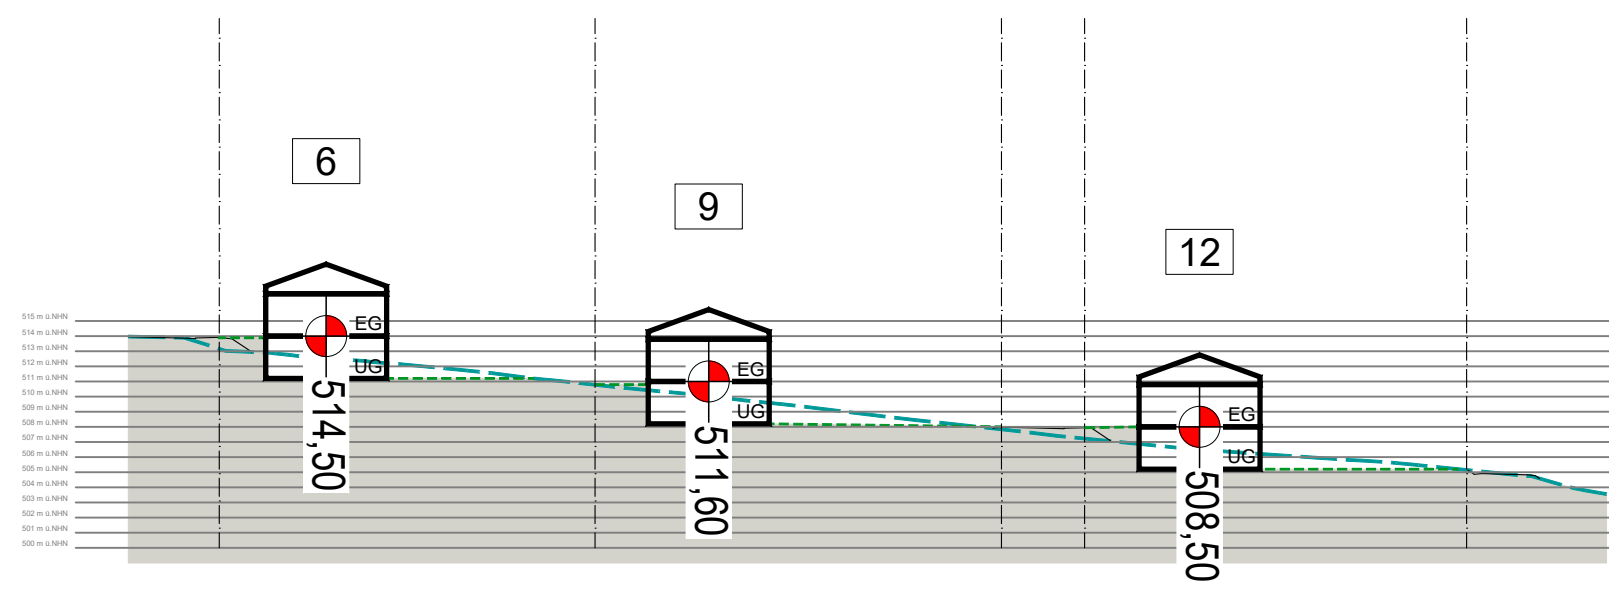 6
9
12
515 m ü.NHN
514 m ü.NHN
513 m ü.NHN
512 m ü.NHN
511 m ü.NHN
510 m ü.NHN
509 m ü.NHN
508 m ü.NHN
507 m ü.NHN
506 m ü.NHN
505 m ü.NHN
504 m ü.NHN
503 m ü.NHN
502 m ü.NHN
501 m ü.NHN
500 m ü.NHN
EG
UG
514,50
EG
UG
511,60
EG
UG
508,50